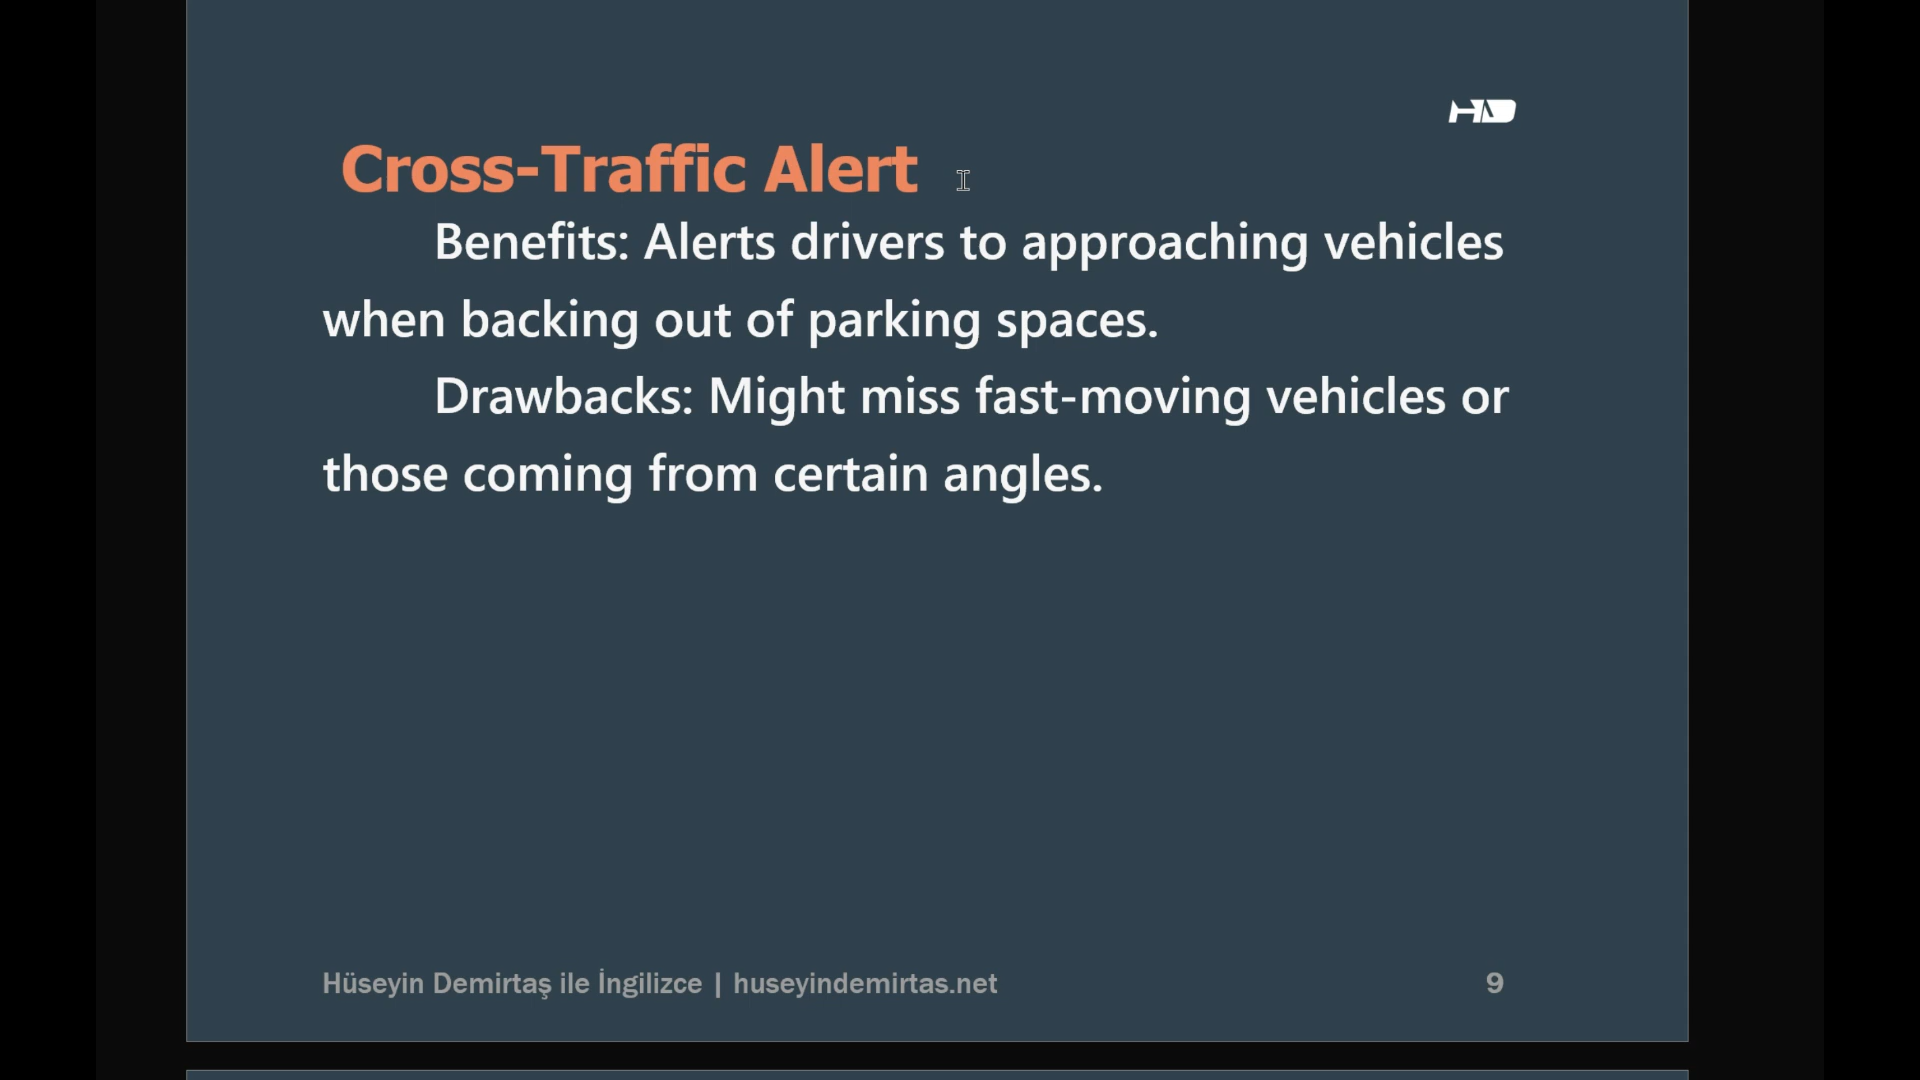 HD
Cross-Traffic Alert
Benefits: Alerts drivers to approaching vehicles
when backing out of parking spaces.
Drawbacks: Might miss fast-moving vehicles or
those coming from certain angles.
Hüseyin Demirtaş ile İngilizce | huseyindemirtas.net
9